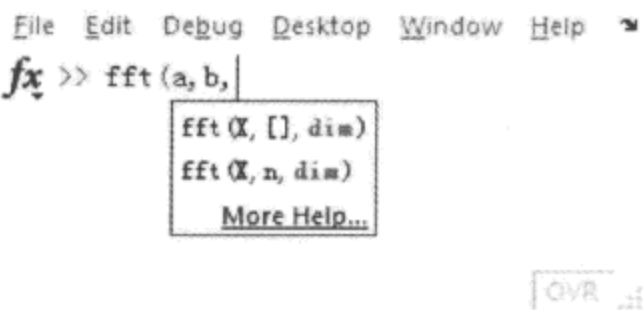 File Edit Debug Desktop Window Help
fx >> fft(a, b,
fft(X, [], dim)
fft(X, n, dim)
More Help...
OVR